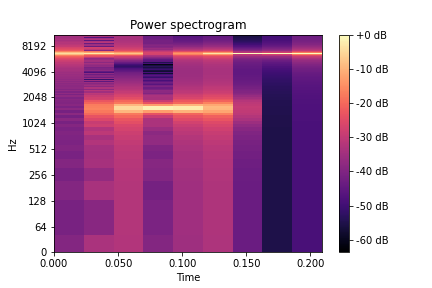 Power spectrogram
8192
4096
2048
1024
512
256
128
64
0
Hz
0.000 0.050 0.100 0.150 0.200
Time
+0 dB
-10 dB
-20 dB
-30 dB
-40 dB
-50 dB
-60 dB